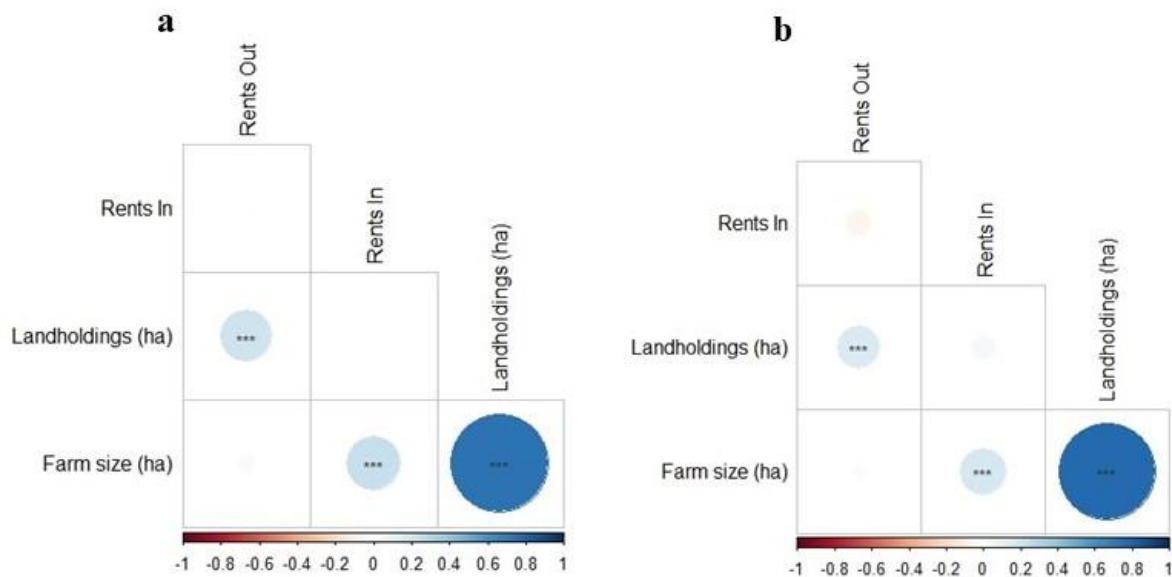 a
Rents Out
Rents In
Rents In
Landholdings (ha)
***
Landholdings (ha)
Farm size (ha)
***
***
-1 -0.8 -0.6 -0.4 -0.2 0 0.2 0.4 0.6 0.8 1
b
Rents Out
Rents In
Rents In
Landholdings (ha)
***
Landholdings (ha)
Farm size (ha)
***
***
-1 -0.8 -0.6 -0.4 -0.2 0 0.2 0.4 0.6 0.8 1